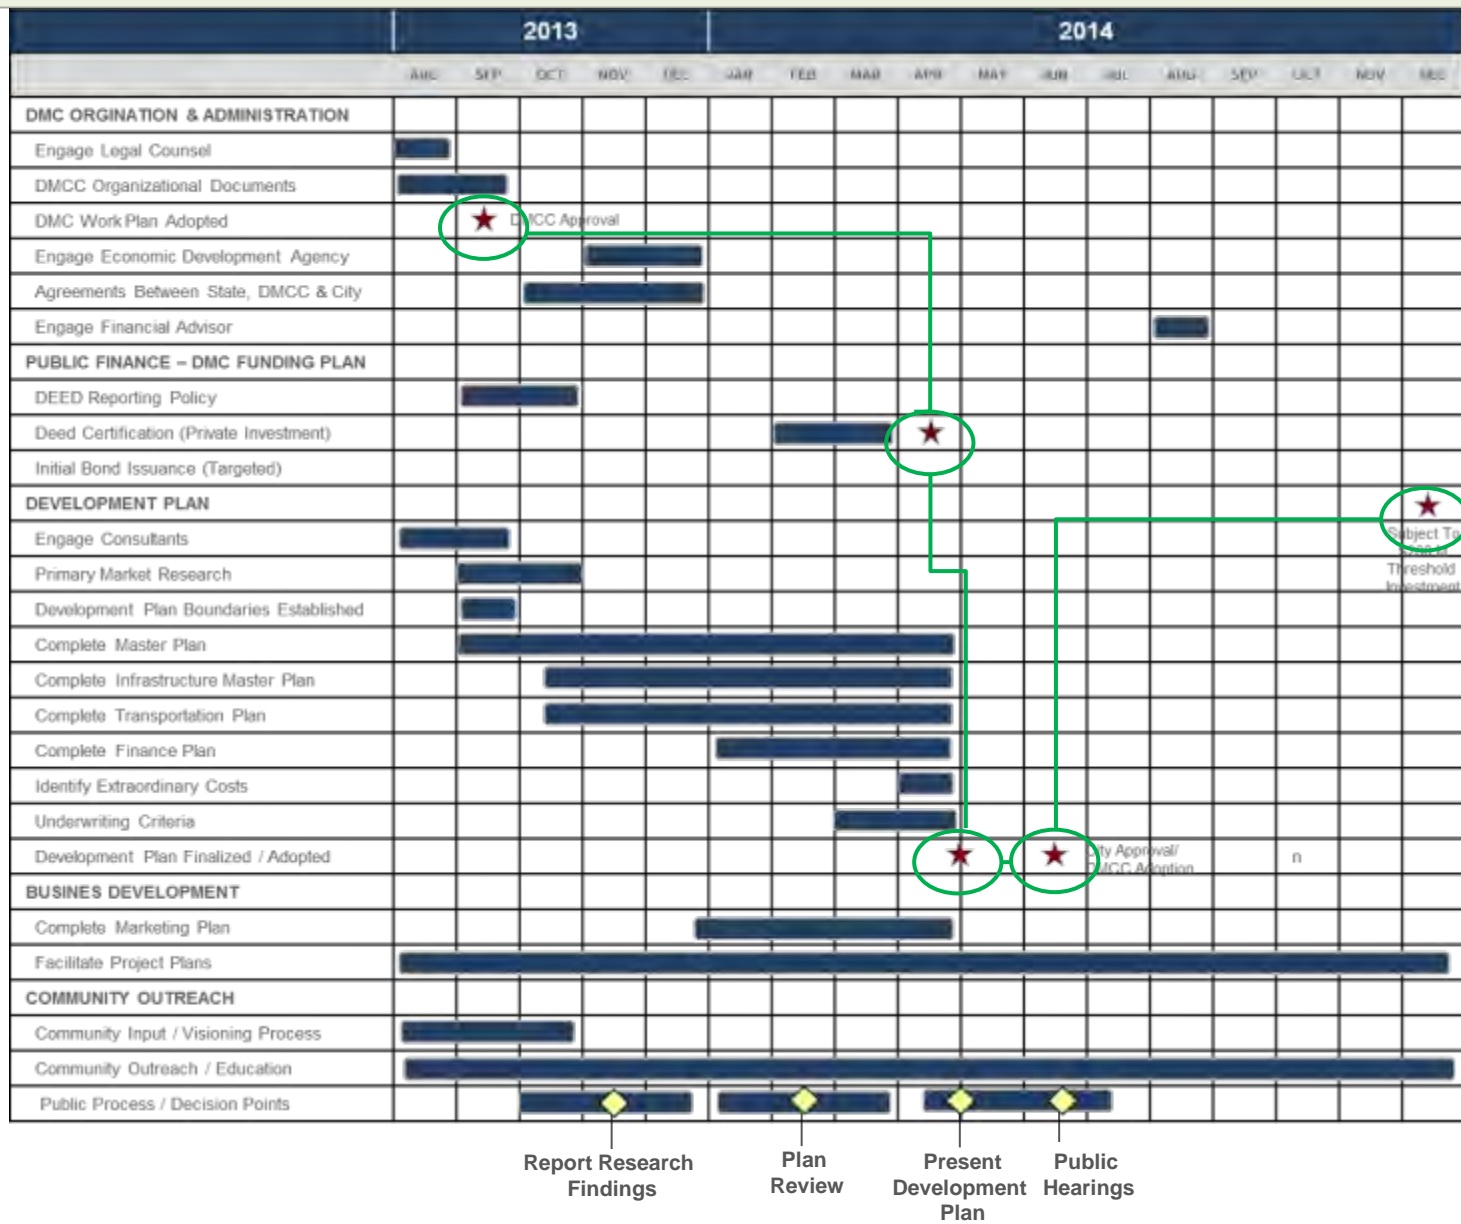 2013 2014
AUG SEP OCT NOV DEC JAN FEB MAR APR MAY JUN JUL AUG SEP OCT NOV DEC
DMC ORGINATION & ADMINISTRATION
Engage Legal Counsel
DMCC Organizational Documents
DMC Work Plan Adopted DMCC Approval
Engage Economic Development Agency
Agreements Between State, DMCC & City
Engage Financial Advisor
PUBLIC FINANCE – DMC FUNDING PLAN
DEED Reporting Policy
Deed Certification (Private Investment)
Initial Bond Issuance (Targeted)
DEVELOPMENT PLAN
Engage Consultants
Subject To
Primary Market Research
Threshold
Investment
Development Plan Boundaries Established
Complete Master Plan
Complete Infrastructure Master Plan
Complete Transportation Plan
Complete Finance Plan
Identify Extraordinary Costs
Underwriting Criteria
Development Plan Finalized / Adopted
City Approval/
DMCC Adoption
n
BUSINES DEVELOPMENT
Complete Marketing Plan
Facilitate Project Plans
COMMUNITY OUTREACH
Community Input / Visioning Process
Community Outreach / Education
Public Process / Decision Points
Report Research
Findings
Plan
Review
Present
Development
Plan
Public
Hearings